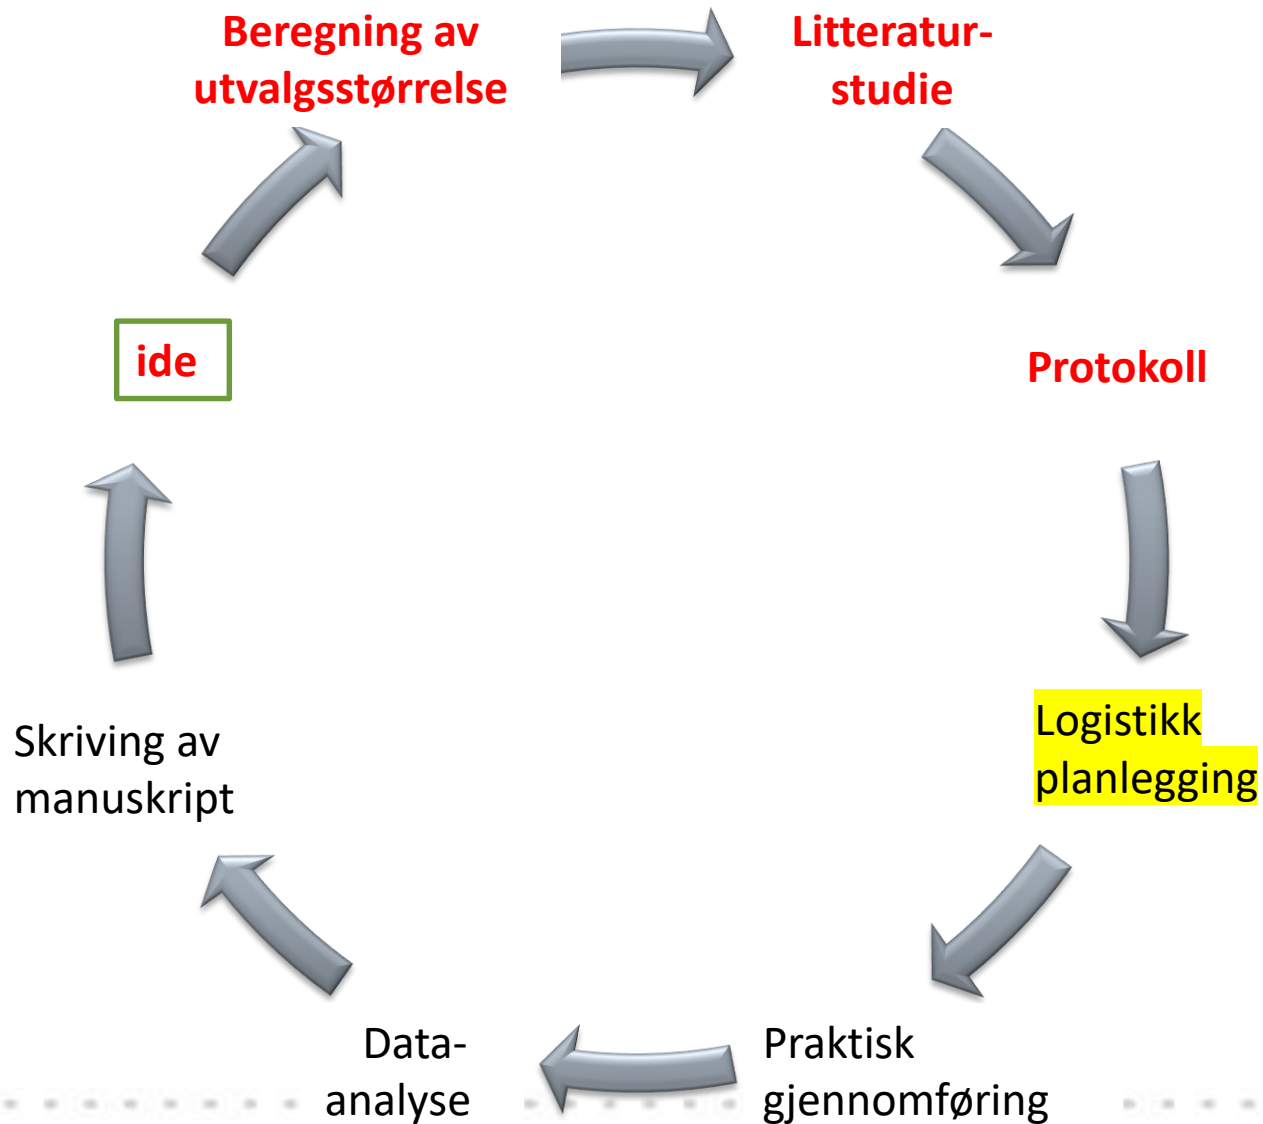 Beregning av
utvalgsstørrelse
Litteratur-
studie
ide
Protokoll
Skriving av
manuskript
Logistikk
planlegging
Data-
analyse
Praktisk
gjennomføring